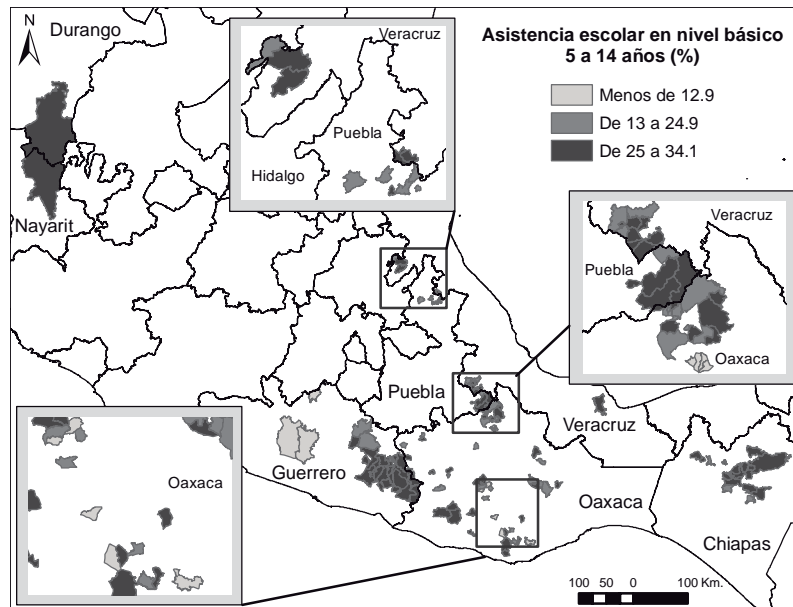 N
Durango
Veracruz
Puebla
Hidalgo
Asistencia escolar en nivel básico
5 a 14 años (%)
Menos de 12.9
De 13 a 24.9
De 25 a 34.1
Nayarit
Veracruz
Puebla
Oaxaca
Puebla
Veracruz
Guerrero
Oaxaca
Oaxaca
Chiapas
100 50 0 100 Km.